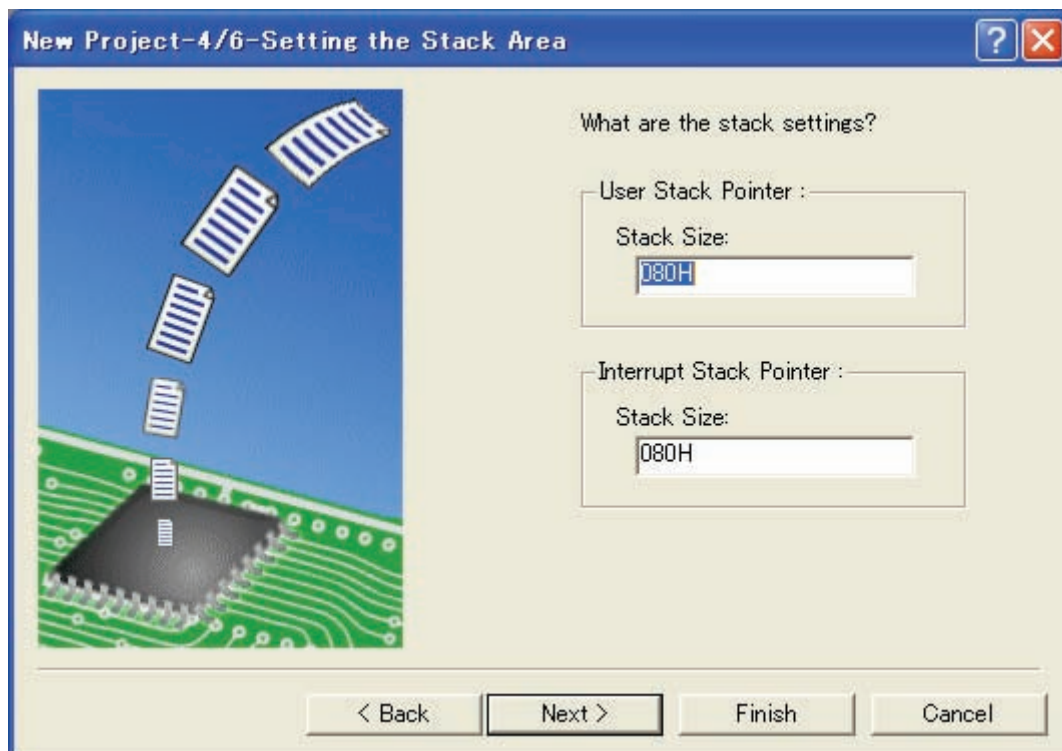 New Project-4/6-Setting the Stack Area
What are the stack settings?
User Stack Pointer :
Stack Size:
080H
Interrupt Stack Pointer :
Stack Size:
080H
< Back
Next >
Finish
Cancel